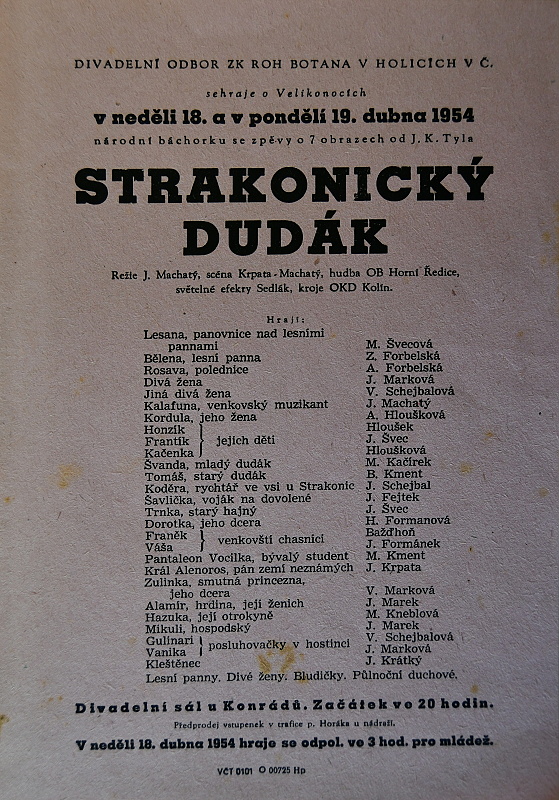 DIVADELNÍ ODBOR ZK ROH BOTANA V HOLICÍCH V Č.
sehraje o Velikonocích
v neděli 18. a v pondělí 19. dubna 1954
národní báchorku se zpěvy o 7 obrazech od J. K. Tyla
STRAKONICKÝ
DUDÁK
Režie J. Machatý, scéna Krpata-Machatý, hudba OB Horní Ředice,
světelné efekry Sedlák, kroje OKD Kolín.
Hrají:
Lesana, panovnice nad lesními
pannami M. Švecová
Bělena, lesní panna Z. Forbelská
Rosava, polednice A. Forbelská
Divá žena J. Marková
Jiná divá žena V. Schejbalová
Kalafuna, venkovský muzikant J. Machatý
Kordula, jeho žena A. Hloušková
Honzík Hloušek
Frantík } jejich děti J. Švec
Kačenka Hloušková
Švanda, mladý dudák M. Kačírek
Tomáš, starý dudák B. Kment
Koděra, rychtář ve vsi u Strakonic J. Schejbal
Šavlička, voják na dovolené J. Fejtek
Trnka, starý hajný J. Švec
Dorotka, jeho dcera H. Formanová
Franěk Bažďhoň
Váša } venkovští chasníci J. Formánek
Pantaleon Vocilka, bývalý student M. Kment
Král Alenoros, pán zemí neznámých J. Krpata
Zulinka, smutná princezna,
jeho dcera V. Marková
Alamír, hrdina, její ženich J. Marek
Hazuka, její otrokyně M. Kneblová
Mikuli, hospodský J. Marek
Gulinari V. Schejbalová
Vanika } posluhovačky v hostinci J. Marková
Kleštěnec J. Krátký
Lesní panny. Divé ženy. Bludičky. Půlnoční duchové.
Divadelní sál u Konrádů. Začátek ve 20 hodin.
Předprodej vstupenek v trafice p. Horáka u nádraží.
V neděli 18. dubna 1954 hraje se odpol. ve 3 hod. pro mládež.
VČT 0101 O 00725 Hp